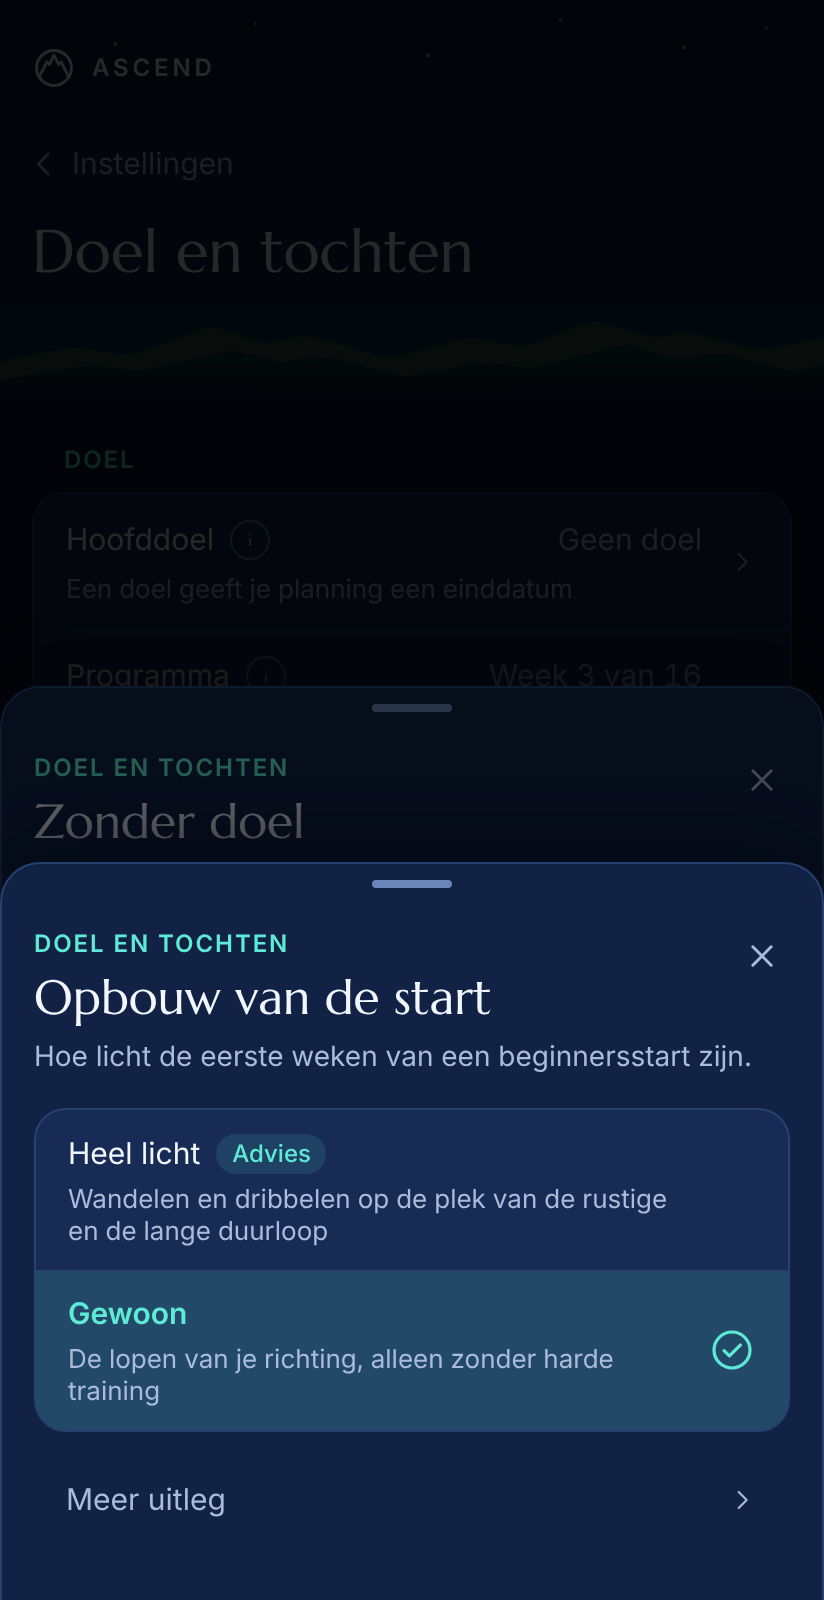 ASCEND
Instellingen
Doel en tochten
DOEL
Hoofddoel
Geen doel
Een doel geeft je planning een einddatum
Programma
Week 3 van 16
DOEL EN TOCHTEN
Zonder doel
DOEL EN TOCHTEN
Opbouw van de start
Hoe licht de eerste weken van een beginnersstart zijn.
Heel licht
Advies
Wandelen en dribbelen op de plek van de rustige
en de lange duurloop
Gewoon
De lopen van je richting, alleen zonder harde
training
Meer uitleg